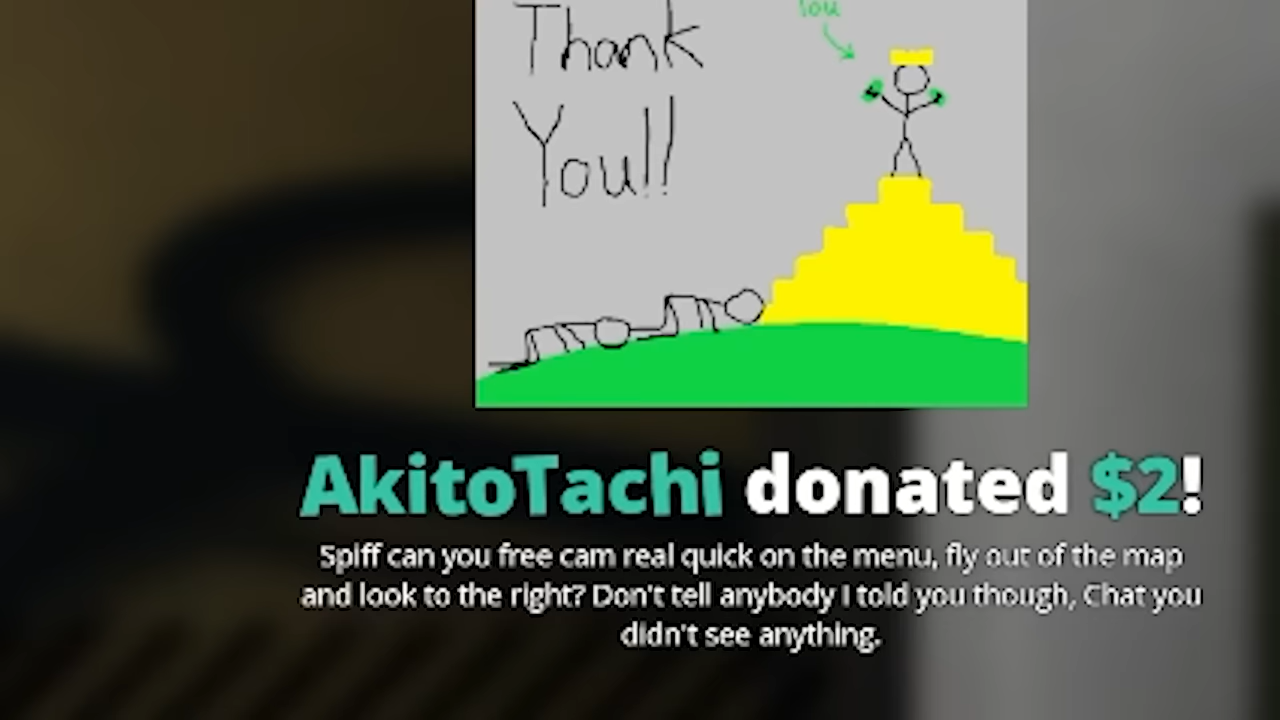 You
Thank
You!!
AkitoTachi donated $2!
Spiff can you free cam real quick on the menu, fly out of the map
and look to the right? Don't tell anybody I told you though, Chat you
didn't see anything.